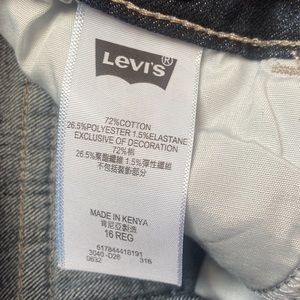 LEVI'S®
72%COTTON
26.5%POLYESTER 1.5%ELASTANE
EXCLUSIVE OF DECORATION
72%棉
26.5%聚酯纖維 1.5%彈性纖維
不包括裝飾部分
MADE IN KENYA
肯尼亞製造
16 REG
617844418191
3040-D26 316
0632